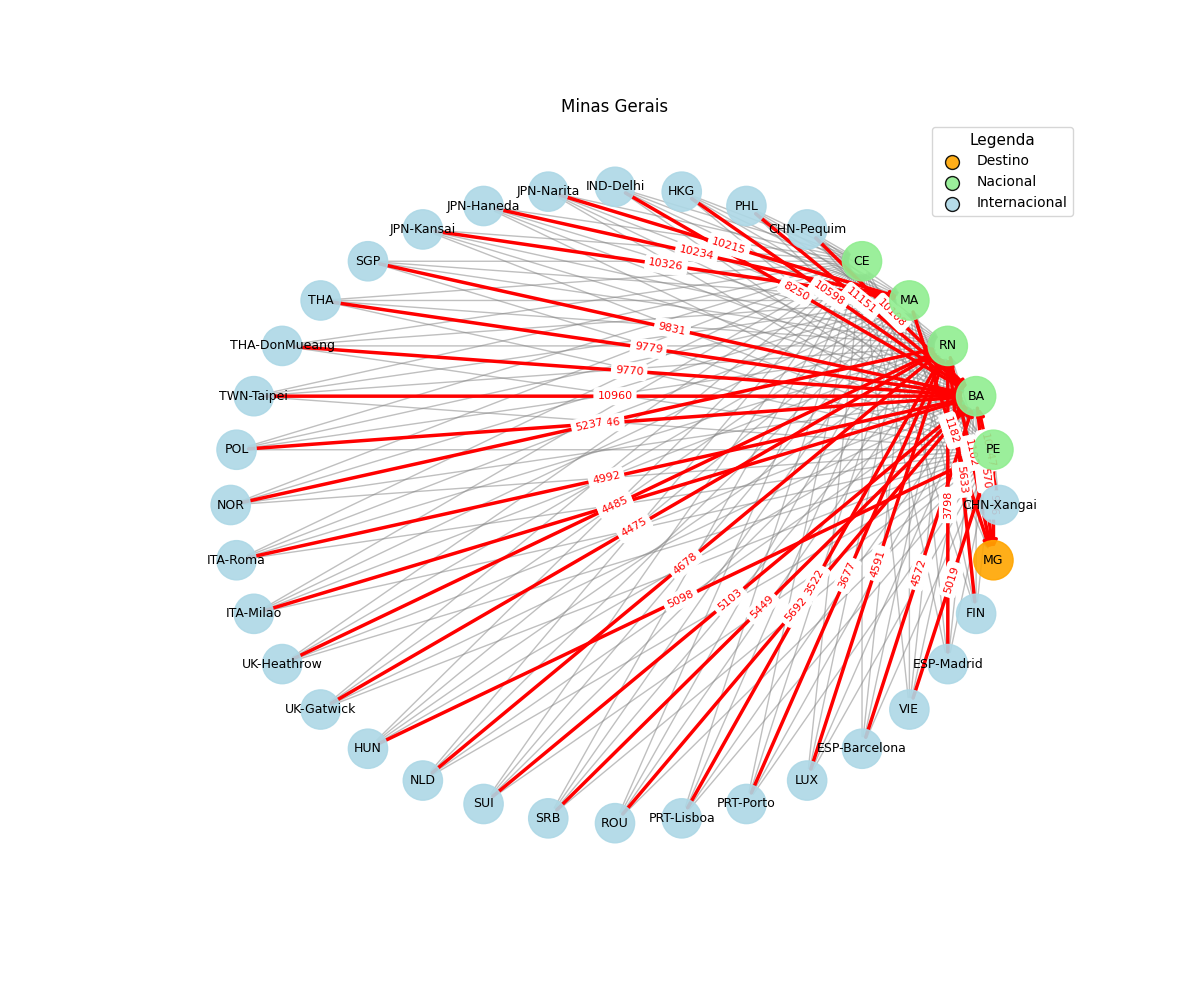 Minas Gerais
Legenda
Destino
Nacional
Internacional
IND-Delhi
JPN-Narita
HKG
JPN-Haneda
PHL
JPN-Kansai
CHN-Pequim
SGP
CE
THA
MA
THA-DonMueang
RN
TWN-Taipei
BA
POL
PE
NOR
CHN-Xangai
ITA-Roma
MG
ITA-Milao
FIN
UK-Heathrow
ESP-Madrid
UK-Gatwick
VIE
HUN
ESP-Barcelona
NLD
LUX
SUI
PRT-Porto
SRB
PRT-Lisboa
ROU
10215
10234
10326
8250
10598
11151
10108
9831
9779
9770
10960
5237
46
4992
4485
4475
4678
5098
5103
5449
5692
3522
3677
4591
4572
5019
3798
5633
1182
1102
570